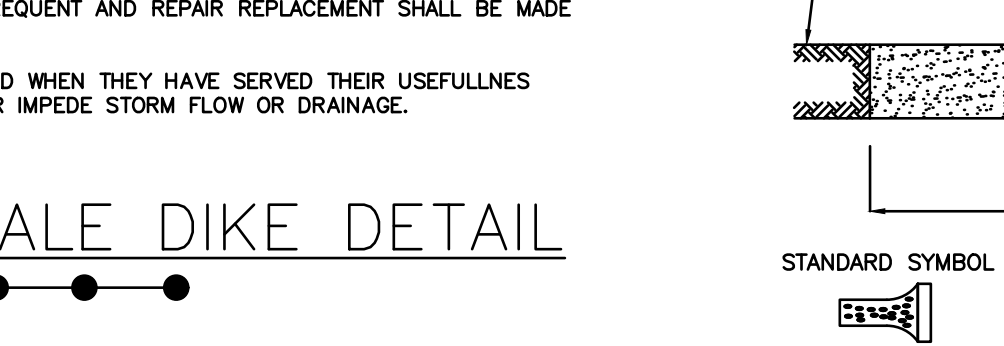 REQUENT AND REPAIR REPLACEMENT SHALL BE MADE
D WHEN THEY HAVE SERVED THEIR USEFULLNES
R IMPEDE STORM FLOW OR DRAINAGE.
ALE DIKE DETAIL
STANDARD SYMBOL